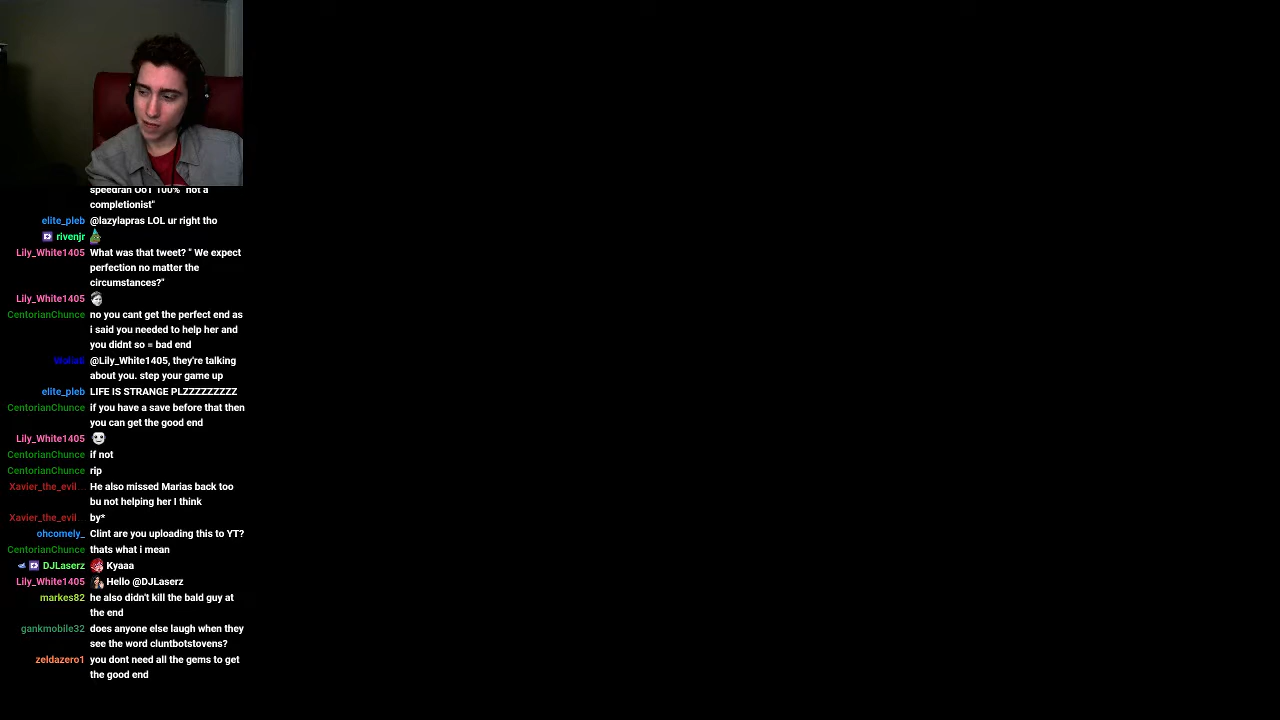 speedran OoT 100% "not a
completionist"
elite_pleb @lazylapras LOL ur right tho
rivenjr
Lily_White1405 What was that tweet? " We expect
perfection no matter the
circumstances?"
Lily_White1405
CentorianChunce no you cant get the perfect end as
i said you needed to help her and
you didnt so = bad end
@Lily_White1405, they're talking
about you. step your game up
elite_pleb LIFE IS STRANGE PLZZZZZZZZZ
CentorianChunce if you have a save before that then
you can get the good end
Lily_White1405
CentorianChunce if not
CentorianChunce rip
Xavier_the_evil... He also missed Marias back too
bu not helping her I think
Xavier_the_evil... by*
ohcomely_ Clint are you uploading this to YT?
CentorianChunce thats what i mean
DJLaserz Kyaaa
Lily_White1405 Hello @DJLaserz
markes82 he also didn't kill the bald guy at
the end
gankmobile32 does anyone else laugh when they
see the word cluntbotstovens?
zeldazero1 you dont need all the gems to get
the good end